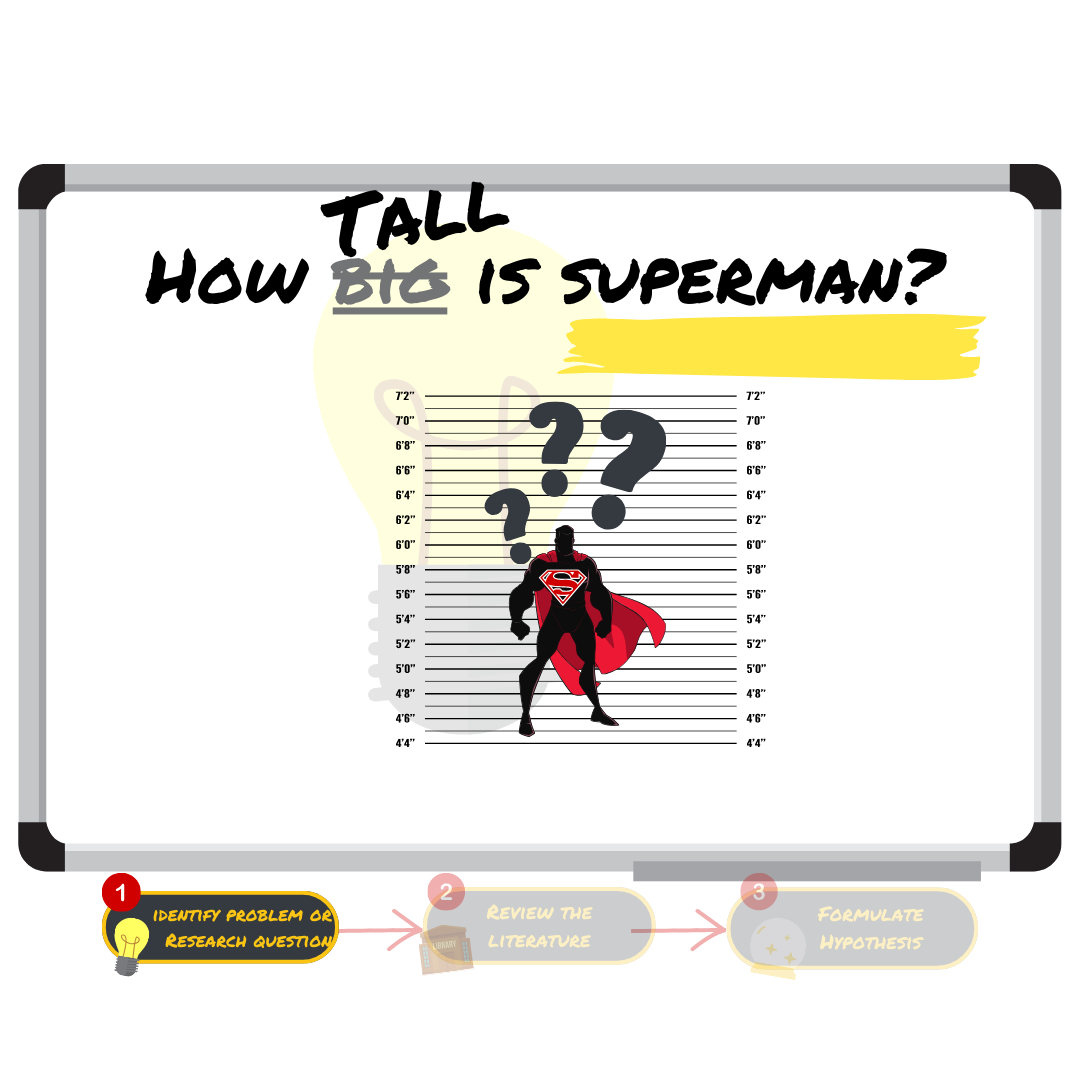 TALL
HOW BIG IS SUPERMAN?
7'2" 7'2"
7'0" 7'0"
6'8" 6'8"
6'6" 6'6"
6'4" 6'4"
6'2" 6'2"
6'0" 6'0"
5'8" 5'8"
5'6" 5'6"
5'4" 5'4"
5'2" 5'2"
5'0" 5'0"
4'8" 4'8"
4'6" 4'6"
4'4" 4'4"
? ? ?
S
1
IDENTIFY PROBLEM OR
RESEARCH QUESTION
2
REVIEW THE
LITERATURE
LIBRARY
3
FORMULATE
HYPOTHESIS